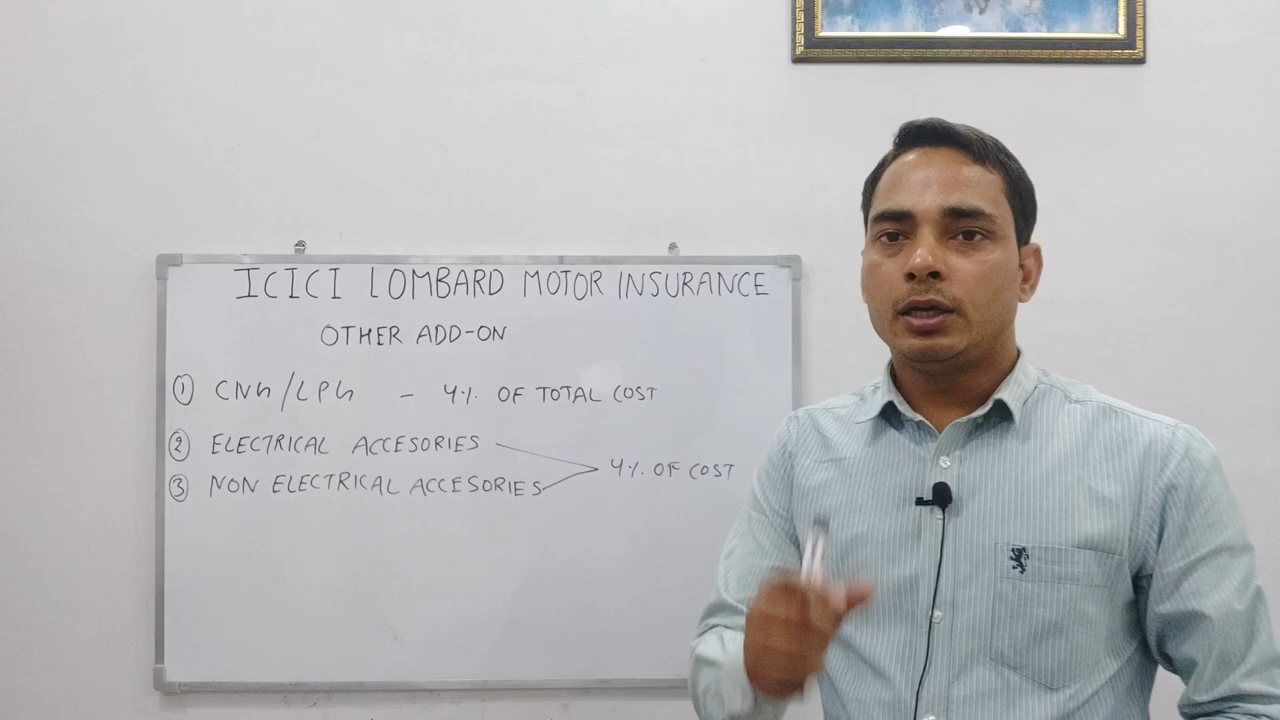 ICICI LOMBARD MOTOR INSURANCE
OTHER ADD-ON
① CNG/LPG - 4% OF TOTAL COST
② ELECTRICAL ACCESORIES
4% OF COST
③ NON ELECTRICAL ACCESORIES